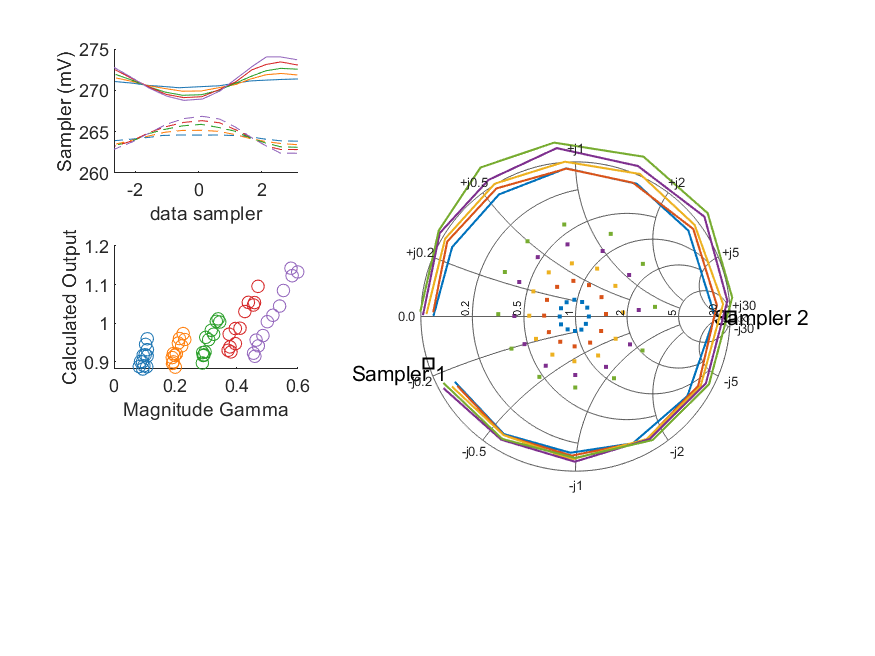 275
270
265
260
Sampler (mV)
-2
0
2
data sampler
1.2
1.1
1
0.9
Calculated Output
0
0.2
0.4
0.6
Magnitude Gamma
+j1
+j0.5
+j2
+j0.2
+j5
0.0
0.2
0.5
1
2
5
+j30
-j30
Sampler 2
Sampler 1
-j0.2
-j5
-j0.5
-j2
-j1